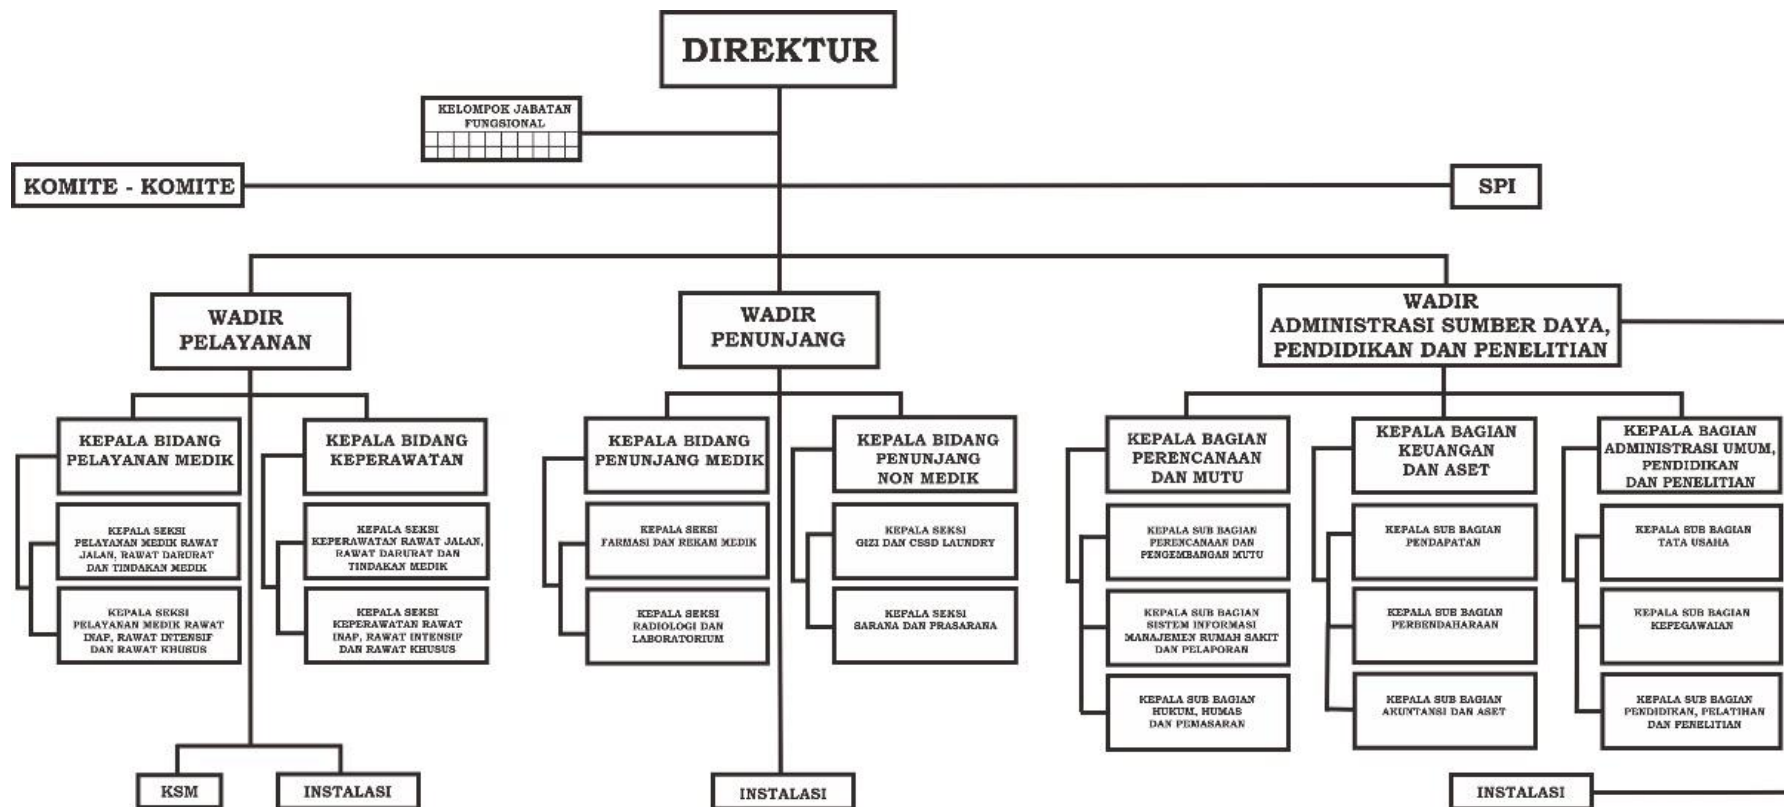 DIREKTUR
KELOMPOK JABATAN
FUNGSIONAL
KOMITE - KOMITE
SPI
WADIR
PELAYANAN
WADIR
PENUNJANG
WADIR
ADMINISTRASI SUMBER DAYA,
PENDIDIKAN DAN PENELITIAN
KEPALA BIDANG
PELAYANAN MEDIK
KEPALA BIDANG
KEPERAWATAN
KEPALA BIDANG
PENUNJANG MEDIK
KEPALA BIDANG
PENUNJANG
NON MEDIK
KEPALA BAGIAN
PERENCANAAN
DAN MUTU
KEPALA BAGIAN
KEUANGAN
DAN ASET
KEPALA BAGIAN
ADMINISTRASI UMUM,
PENDIDIKAN
DAN PENELITIAN
KEPALA SEKSI
PELAYANAN MEDIK RAWAT
JALAN, RAWAT DARURAT
DAN TINDAKAN MEDIK
KEPALA SEKSI
KEPERAWATAN RAWAT JALAN,
RAWAT DARURAT DAN
TINDAKAN MEDIK
KEPALA SEKSI
FARMASI DAN REKAM MEDIK
KEPALA SEKSI
GIZI DAN CSSD LAUNDRY
KEPALA SUB BAGIAN
PERENCANAAN DAN
PENGEMBANGAN MUTU
KEPALA SUB BAGIAN
PENDAPATAN
KEPALA SUB BAGIAN
TATA USAHA
KEPALA SEKSI
PELAYANAN MEDIK RAWAT
INAP, RAWAT INTENSIF
DAN RAWAT KHUSUS
KEPALA SEKSI
KEPERAWATAN RAWAT
INAP, RAWAT INTENSIF
DAN RAWAT KHUSUS
KEPALA SEKSI
RADIOLOGI DAN
LABORATORIUM
KEPALA SEKSI
SARANA DAN PRASARANA
KEPALA SUB BAGIAN
SISTEM INFORMASI
MANAJEMEN RUMAH SAKIT
DAN PELAPORAN
KEPALA SUB BAGIAN
PERBENDAHARAAN
KEPALA SUB BAGIAN
KEPEGAWAIAN
KEPALA SUB BAGIAN
HUKUM, HUMAS
DAN PEMASARAN
KEPALA SUB BAGIAN
AKUNTANSI DAN ASET
KEPALA SUB BAGIAN
PENDIDIKAN, PELATIHAN
DAN PENELITIAN
KSM
INSTALASI
INSTALASI
INSTALASI